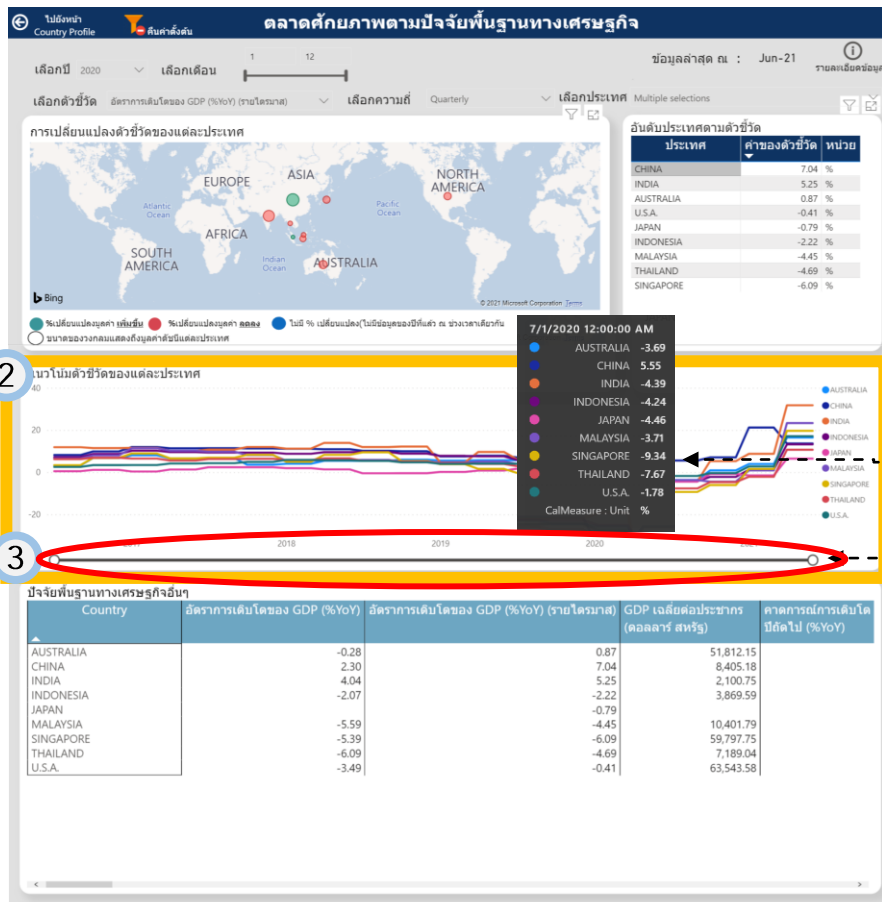 ไปยังหน้า
Country Profile
คืนค่าตั้งต้น
ตลาดศักยภาพตามปัจจัยพื้นฐานทางเศรษฐกิจ
เลือกปี 2020 เลือกเดือน 1 12
ข้อมูลล่าสุด ณ : Jun-21
รายละเอียดข้อมูล
เลือกตัวชี้วัด อัตราการเติบโตของ GDP (%YoY) (รายไตรมาส) เลือกความถี่ Quarterly เลือกประเทศ Multiple selections
การเปลี่ยนแปลงตัวชี้วัดของแต่ละประเทศ
EUROPE
ASIA
NORTH
AMERICA
Atlantic
Ocean
Pacific
Ocean
AFRICA
SOUTH
AMERICA
Indian
Ocean
AUSTRALIA
Bing
© 2021 Microsoft Corporation Terms
%เปลี่ยนแปลงมูลค่า เพิ่มขึ้น %เปลี่ยนแปลงมูลค่า ลดลง ไม่มี % เปลี่ยนแปลง(ไม่มีข้อมูลของปีที่แล้ว ณ ช่วงเวลาเดียวกัน
ขนาดของวงกลมแสดงถึงมูลค่าดัชนีแต่ละประเทศ
อันดับประเทศตามตัวชี้วัด
ประเทศ ค่าของตัวชี้วัด หน่วย
CHINA 7.04 %
INDIA 5.25 %
AUSTRALIA 0.87 %
U.S.A. -0.41 %
JAPAN -0.79 %
INDONESIA -2.22 %
MALAYSIA -4.45 %
THAILAND -4.69 %
SINGAPORE -6.09 %
2
แนวโน้มตัวชี้วัดของแต่ละประเทศ
40
20
0
-20
2018 2019 2020
7/1/2020 12:00:00 AM
AUSTRALIA -3.69
CHINA 5.55
INDIA -4.39
INDONESIA -4.24
JAPAN -4.46
MALAYSIA -3.71
SINGAPORE -9.34
THAILAND -7.67
U.S.A. -1.78
CalMeasure : Unit %
AUSTRALIA
CHINA
INDIA
INDONESIA
JAPAN
MALAYSIA
SINGAPORE
THAILAND
U.S.A.
3
ปัจจัยพื้นฐานทางเศรษฐกิจอื่นๆ
Country อัตราการเติบโตของ GDP (%YoY) อัตราการเติบโตของ GDP (%YoY) (รายไตรมาส) GDP เฉลี่ยต่อประชากร (ดอลลาร์ สหรัฐ) คาดการณ์การเติบโต ปีถัดไป (%YoY)
AUSTRALIA -0.28 0.87 51,812.15
CHINA 2.30 7.04 8,405.18
INDIA 4.04 5.25 2,100.75
INDONESIA -2.07 -2.22 3,869.59
JAPAN -0.79
MALAYSIA -5.59 -4.45 10,401.79
SINGAPORE -5.39 -6.09 59,797.75
THAILAND -6.09 -4.69 7,189.04
U.S.A. -3.49 -0.41 63,543.58